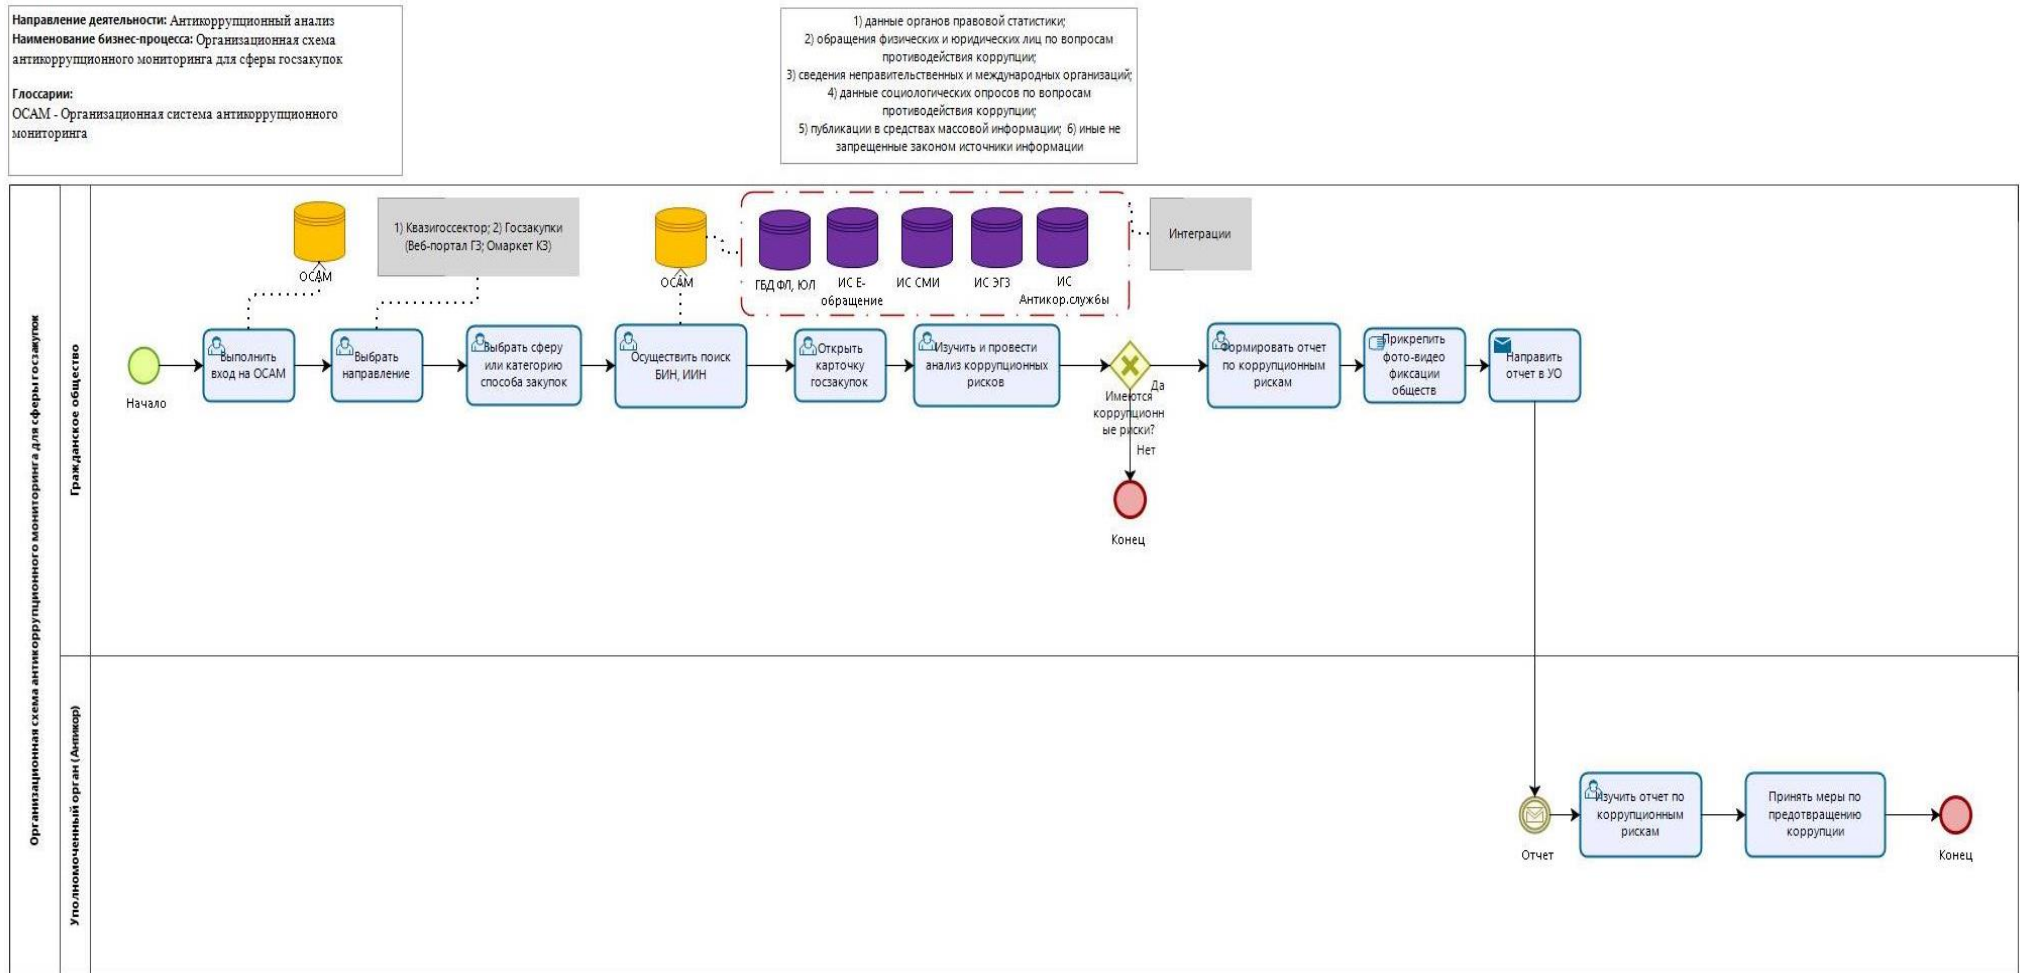 Направление деятельности: Антикоррупционный анализ
Наименование бизнес-процесса: Организационная схема
антикоррупционного мониторинга для сферы госзакупок
Глоссарии:
ОСАМ - Организационная система антикоррупционного
мониторинга
1) данные органов правовой статистики;
2) обращения физических и юридических лиц по вопросам
противодействия коррупции;
3) сведения неправительственных и международных организаций;
4) данные социологических опросов по вопросам
противодействия коррупции;
5) публикации в средствах массовой информации; 6) иные не
запрещенные законом источники информации
Организационная схема антикоррупционного мониторинга для сферы госзакупок
Гражданское общество
ОСАМ
1) Квазигоссектор; 2) Госзакупки
(Веб-портал ГЗ; Омаркет КЗ)
ОСАМ
ГБД ФЛ, ЮЛ
ИС Е-
обращение
ИС СМИ
ИС ЭГЗ
ИС
Антикор.службы
Интеграции
Начало
Выполнить
вход на ОСАМ
Выбрать
направление
Выбрать сферу
или категорию
способа закупок
Осуществить поиск
БИН, ИИН
Открыть
карточку
госзакупок
Изучить и провести
анализ коррупционных
рисков
Да
Имеются
коррупционн
ые риски?
Нет
Конец
Формировать отчет
по коррупционным
рискам
Прикрепить
фото-видео
фиксации
обществ
Направить
отчет в УО
Уполномоченный орган (Антикор)
Отчет
Изучить отчет по
коррупционным
рискам
Принять меры по
предотвращению
коррупции
Конец